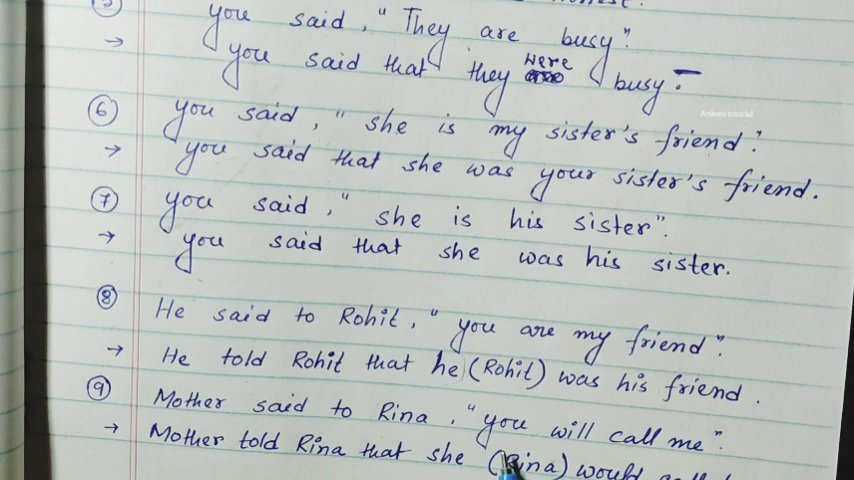 you said, "They are busy".
→ you said that they were busy.
⑥ you said, "she is my sister's friend".
→ you said that she was your sister's friend.
⑦ you said, "she is his sister".
→ you said that she was his sister.
⑧ He said to Rohit, "you are my friend".
→ He told Rohit that he (Rohit) was his friend.
⑨ Mother said to Rina, "you will call me".
→ Mother told Rina that she (Rina) would